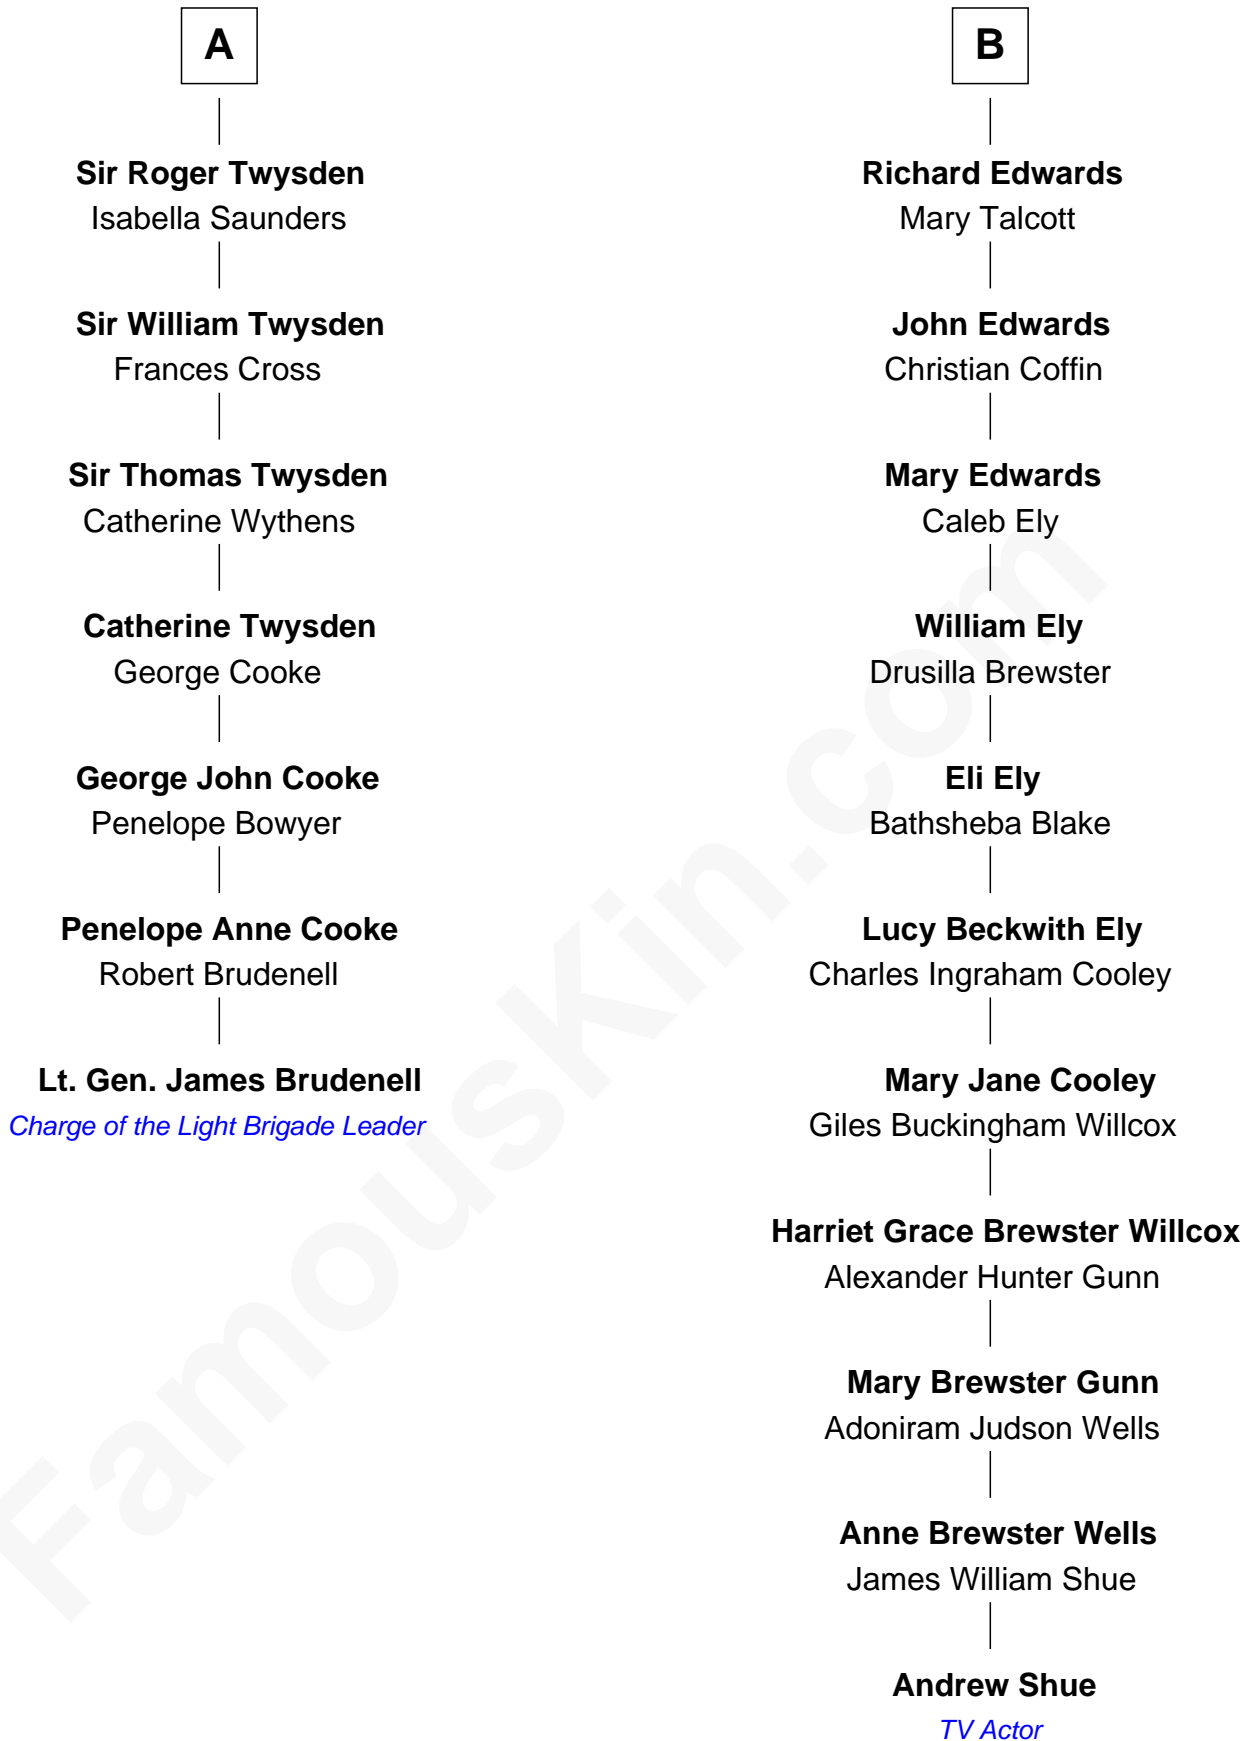 A
Sir Roger Twysden
Isabella Saunders
Sir William Twysden
Frances Cross
Sir Thomas Twysden
Catherine Wythens
Catherine Twysden
George Cooke
George John Cooke
Penelope Bowyer
Penelope Anne Cooke
Robert Brudenell
Lt. Gen. James Brudenell
Charge of the Light Brigade Leader
B
Richard Edwards
Mary Talcott
John Edwards
Christian Coffin
Mary Edwards
Caleb Ely
William Ely
Drusilla Brewster
Eli Ely
Bathsheba Blake
Lucy Beckwith Ely
Charles Ingraham Cooley
Mary Jane Cooley
Giles Buckingham Willcox
Harriet Grace Brewster Willcox
Alexander Hunter Gunn
Mary Brewster Gunn
Adoniram Judson Wells
Anne Brewster Wells
James William Shue
Andrew Shue
TV Actor
FamousKin.com